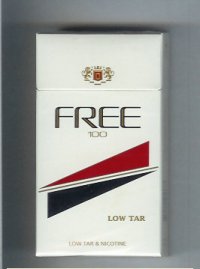 FREE
100
LOW TAR
LOW TAR & NICOTINE